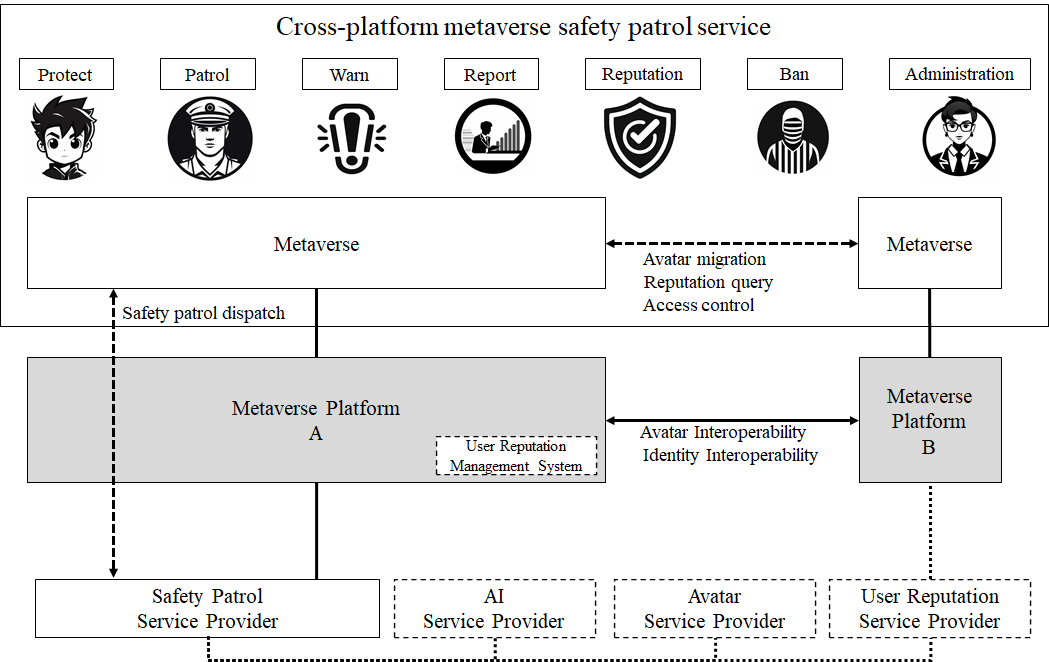 Cross-platform metaverse safety patrol service
Protect
Patrol
Warn
Report
Reputation
Ban
Administration
Metaverse
Metaverse
Avatar migration
Reputation query
Access control
Safety patrol dispatch
Metaverse Platform
A
User Reputation
Management System
Avatar Interoperability
Identity Interoperability
Metaverse
Platform
B
Safety Patrol
Service Provider
AI
Service Provider
Avatar
Service Provider
User Reputation
Service Provider